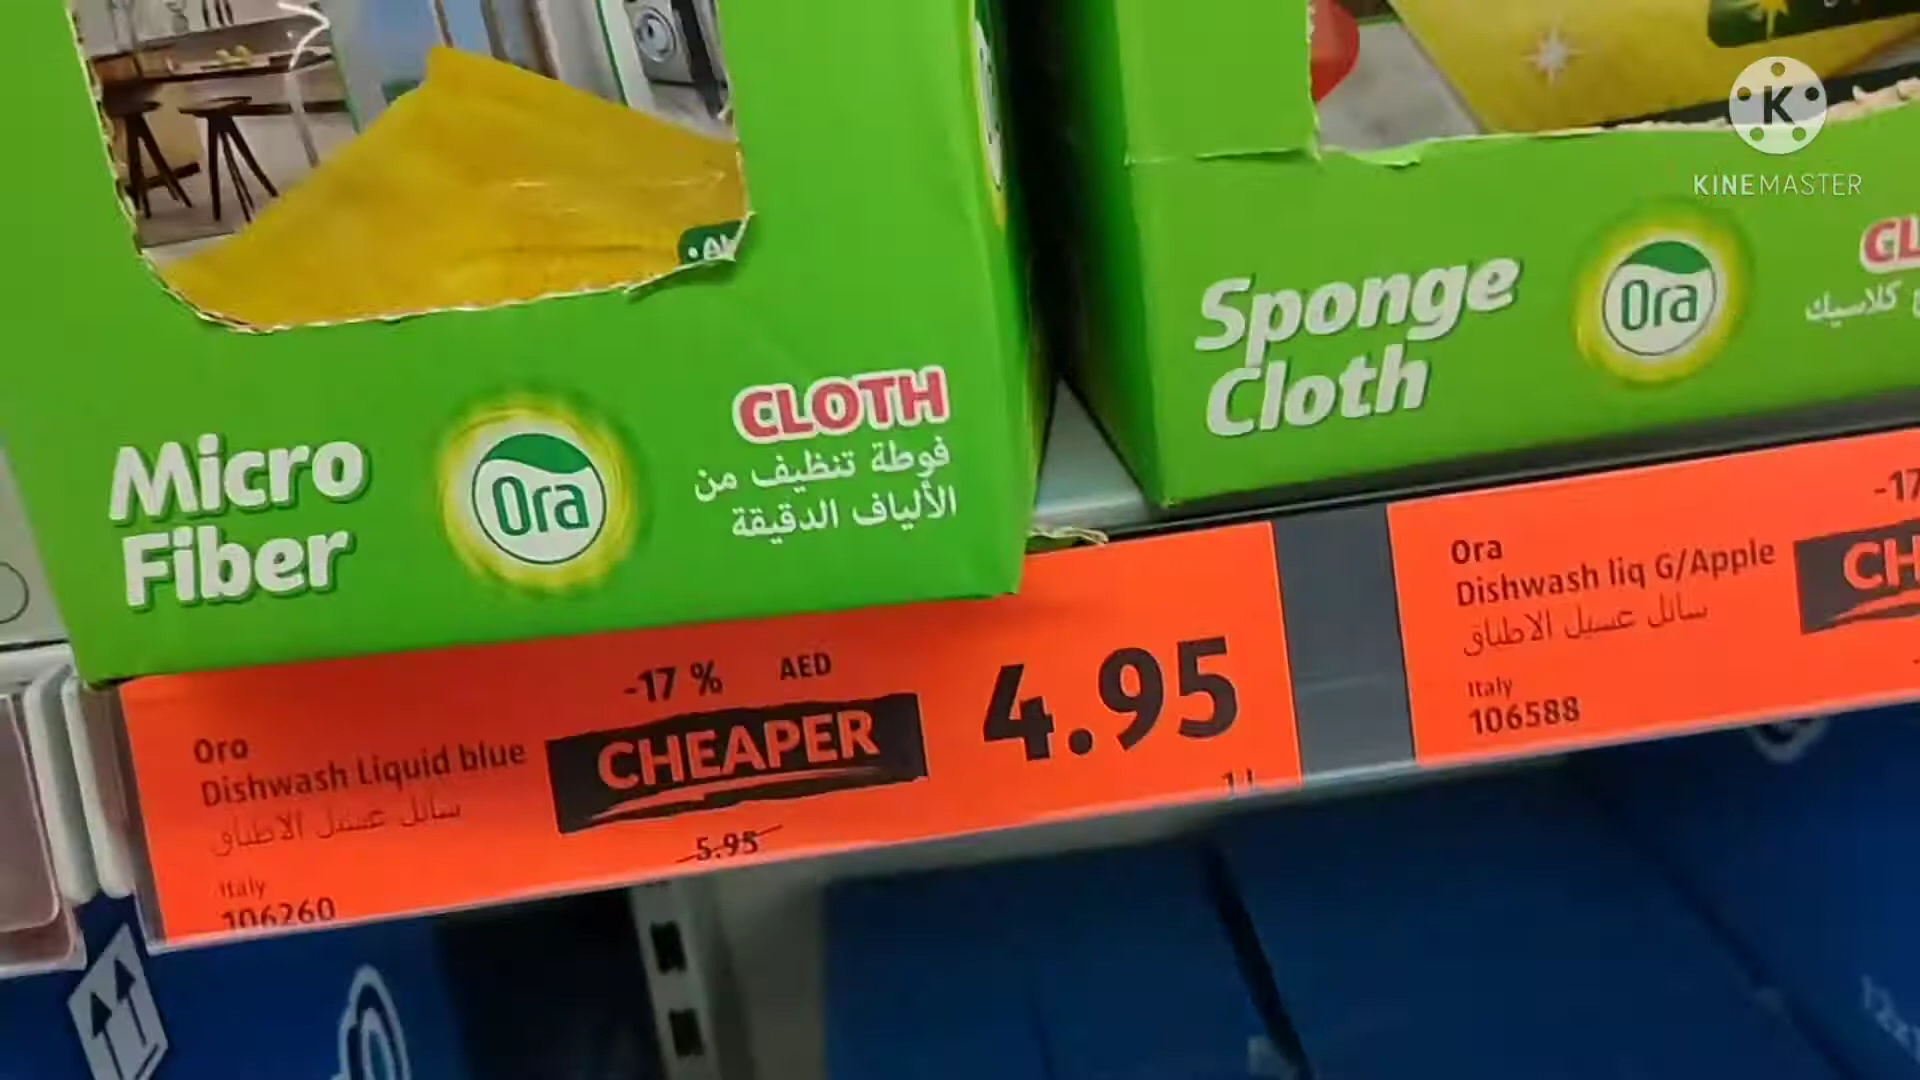 KINEMASTER
Micro
Fiber
Ora
CLOTH
فوطة تنظيف من
الألياف الدقيقة
Sponge
Cloth
Ora
كلاسيك
-17 %
AED
CHEAPER
4.95
Oro
Dishwash Liquid blue
سائل غسيل الاطباق
5.95
1 L
Italy
106260
Ora
Dishwash liq G/Apple
سائل غسيل الاطباق
Italy
106588